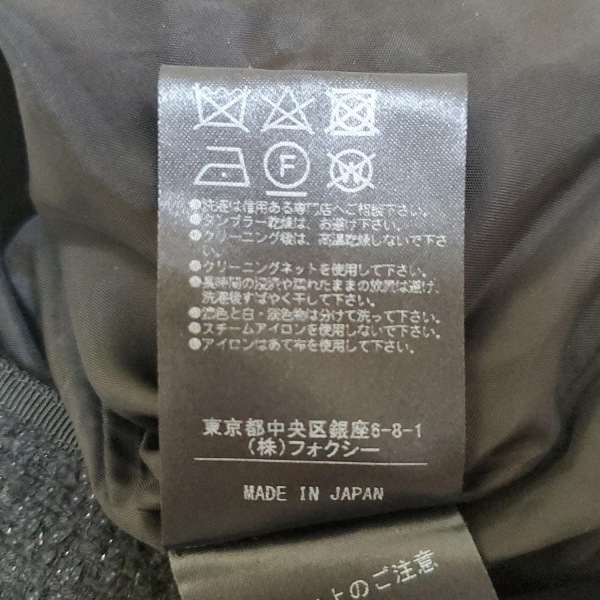 F W
●洗濯は信用ある専門店へご相談下さい。
●タンブラー乾燥は、お避け下さい。
●クリーニング後は、高温乾燥しないで下さ
い。
●クリーニングネットを使用して下さい。
●長時間の浸漬や濡れたままの放置は避け、
洗濯後すばやく干して下さい。
●濃色と白・淡色物は分けて洗って下さい。
●スチームアイロンを使用して下さい。
●アイロンはあて布を使用して下さい。
東京都中央区銀座6-8-1
(株)フォクシー
MADE IN JAPAN
上のご注意